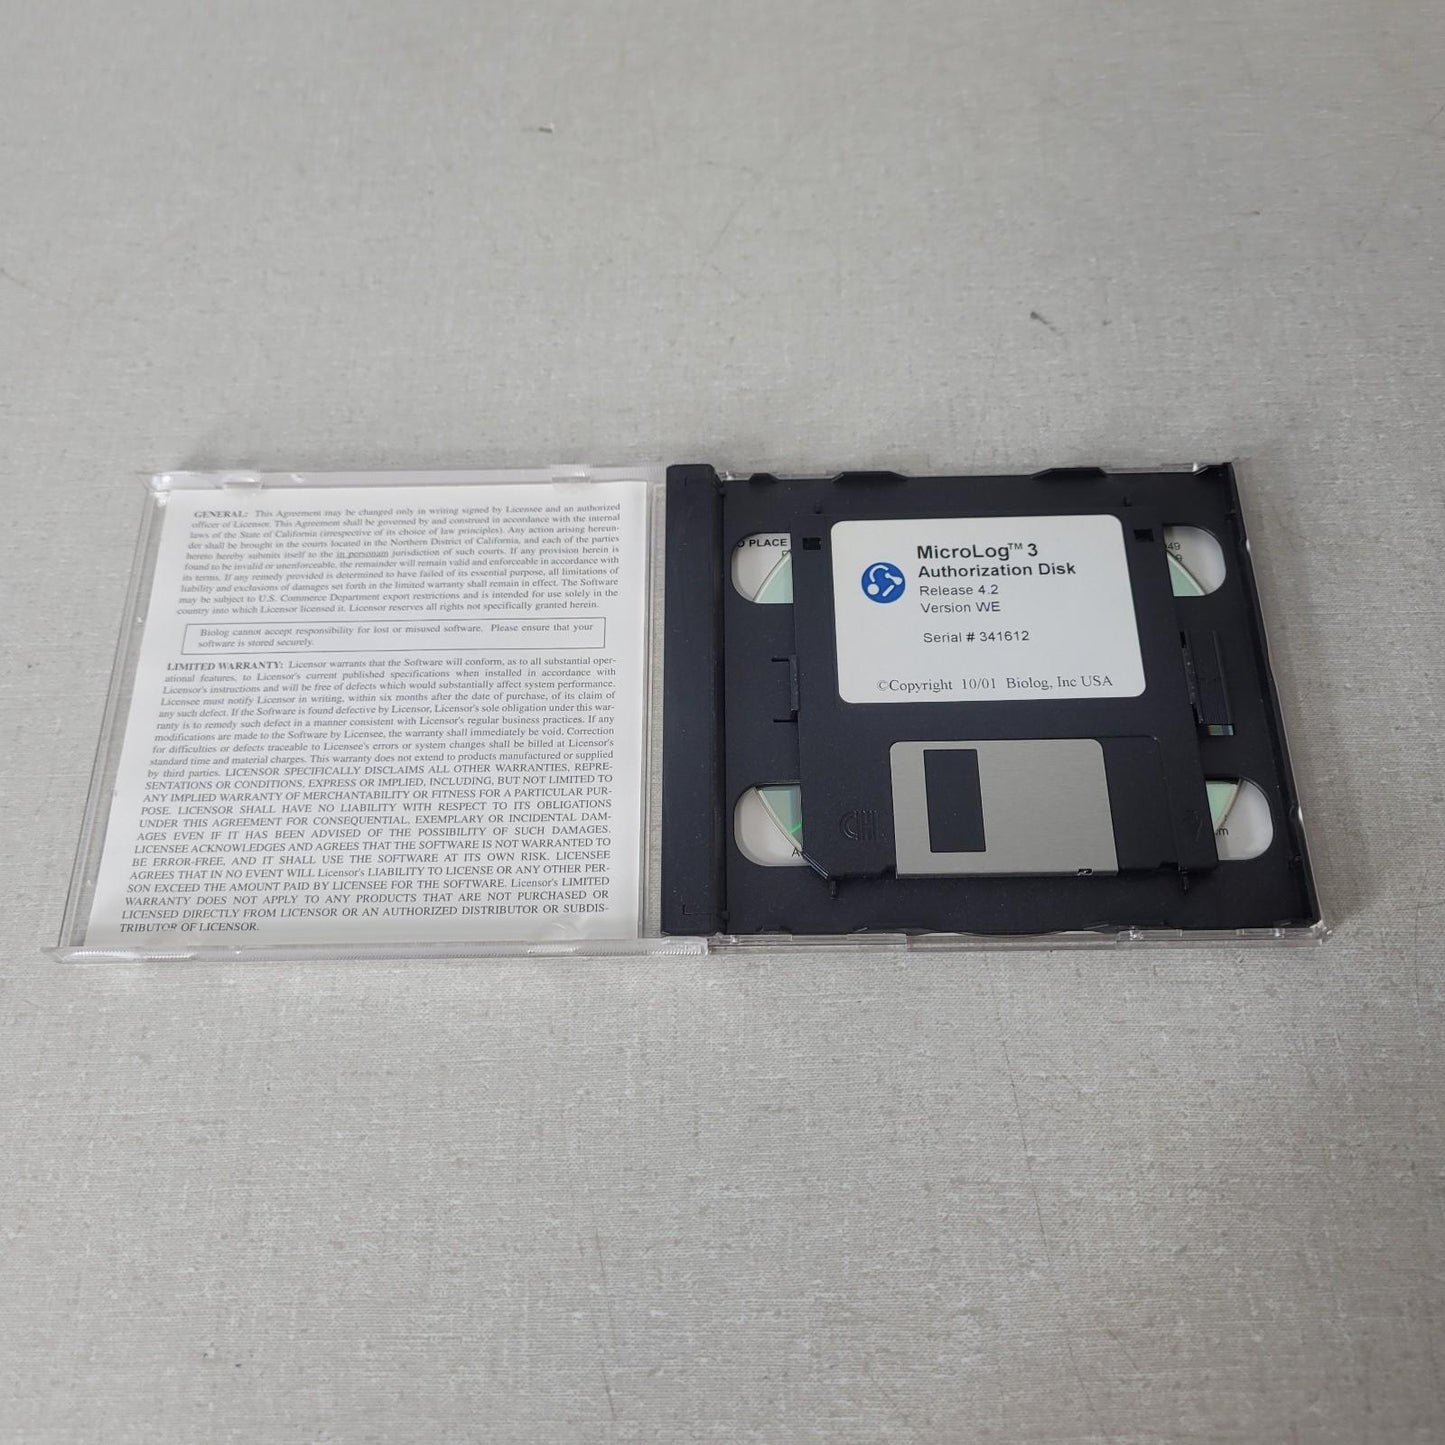 GENERAL: This Agreement may be changed only in writing signed by Licensee and an authorized
officer of Licensor. This Agreement shall be governed by and construed in accordance with the internal
laws of the State of California (irrespective of its choice of law principles). Any action arising hereun-
der shall be brought in the courts located in the Northern District of California, and each of the parties
hereto hereby submits itself to the in personam jurisdiction of such courts. If any provision herein is
found to be invalid or unenforceable, the remainder will remain valid and enforceable in accordance with
its terms. If any remedy provided is determined to have failed of its essential purpose, all limitations of
liability and exclusions of damages set forth in the limited warranty shall remain in effect. The Software
may be subject to U.S. Commerce Department export restrictions and is intended for use solely in the
country into which Licensor licensed it. Licensor reserves all rights not specifically granted herein.
Biolog cannot accept responsibility for lost or misused software. Please ensure that your
software is stored securely.
LIMITED WARRANTY: Licensor warrants that the Software will conform, as to all substantial oper-
ational features, to Licensor's current published specifications when installed in accordance with
Licensor's instructions and will be free of defects which would substantially affect system performance.
Licensee must notify Licensor in writing, within six months after the date of purchase, of its claim of
any such defect. If the Software is found defective by Licensor, Licensor's sole obligation under this war-
ranty is to remedy such defect in a manner consistent with Licensor's regular business practices. If any
modifications are made to the Software by Licensee, the warranty shall immediately be void. Correction
for difficulties or defects traceable to Licensee's errors or system changes shall be billed at Licensor's
standard time and material charges. This warranty does not extend to products manufactured or supplied
by third parties. LICENSOR SPECIFICALLY DISCLAIMS ALL OTHER WARRANTIES, REPRE-
SENTATIONS OR CONDITIONS, EXPRESS OR IMPLIED, INCLUDING, BUT NOT LIMITED TO
ANY IMPLIED WARRANTY OF MERCHANTABILITY OR FITNESS FOR A PARTICULAR PUR-
POSE. LICENSOR SHALL HAVE NO LIABILITY WITH RESPECT TO ITS OBLIGATIONS
UNDER THIS AGREEMENT FOR CONSEQUENTIAL, EXEMPLARY OR INCIDENTAL DAM-
AGES EVEN IF IT HAS BEEN ADVISED OF THE POSSIBILITY OF SUCH DAMAGES.
LICENSEE ACKNOWLEDGES AND AGREES THAT THE SOFTWARE IS NOT WARRANTED TO
BE ERROR-FREE, AND IT SHALL USE THE SOFTWARE AT ITS OWN RISK. LICENSEE
AGREES THAT IN NO EVENT WILL Licensor's LIABILITY TO LICENSE OR ANY OTHER PER-
SON EXCEED THE AMOUNT PAID BY LICENSEE FOR THE SOFTWARE. Licensor's LIMITED
WARRANTY DOES NOT APPLY TO ANY PRODUCTS THAT ARE NOT PURCHASED OR
LICENSED DIRECTLY FROM LICENSOR OR AN AUTHORIZED DISTRIBUTOR OR SUBDIS-
TRIBUTOR OF LICENSOR.
PLACE
MicroLog™ 3
Authorization Disk
Release 4.2
Version WE
Serial # 341612
©Copyright 10/01 Biolog, Inc USA